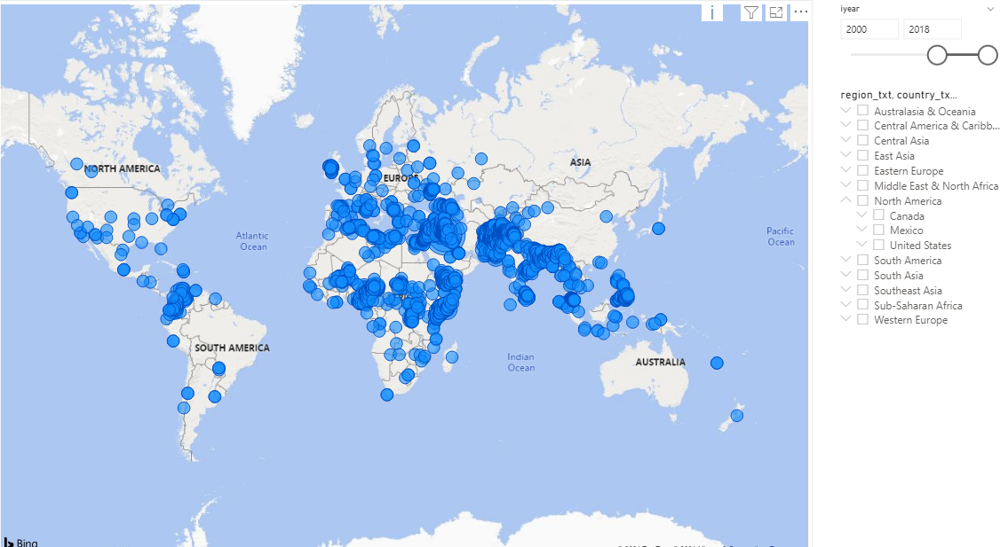 iyear
2000 2018
region_txt, country_tx...
Australasia & Oceania
Central America & Caribb...
Central Asia
East Asia
Eastern Europe
Middle East & North Africa
North America
Canada
Mexico
United States
South America
South Asia
Southeast Asia
Sub-Saharan Africa
Western Europe
NORTH AMERICA
EUROPE
ASIA
Atlantic
Ocean
Pacific
Ocean
SOUTH AMERICA
Indian
Ocean
AUSTRALIA
Bing